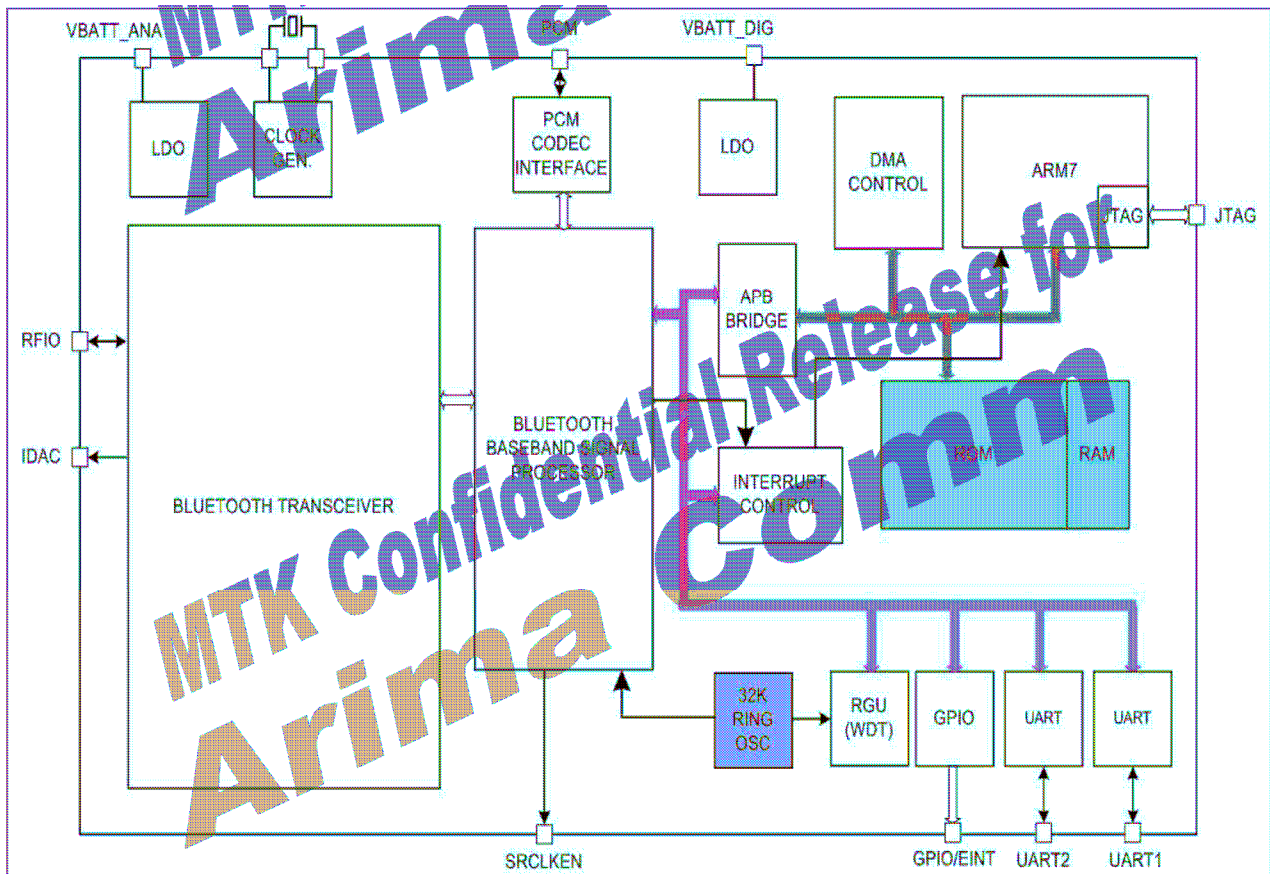 MTK
Arima
VBATT_ANA
PCM
VBATT_DIG
LDO
CLOCK
GEN.
PCM
CODEC
INTERFACE
LDO
DMA
CONTROL
ARM7
JTAG
JTAG
APB
BRIDGE
RFIO
IDAC
BLUETOOTH TRANSCEIVER
BLUETOOTH
BASEBAND SIGNAL
PROCESSOR
INTERRUPT
CONTROL
ROM
RAM
MTK Confidential Release for
Arima Comm
32K
RING
OSC
RGU
(WDT)
GPIO
UART
UART
SRCLKEN
GPIO/EINT
UART2
UART1